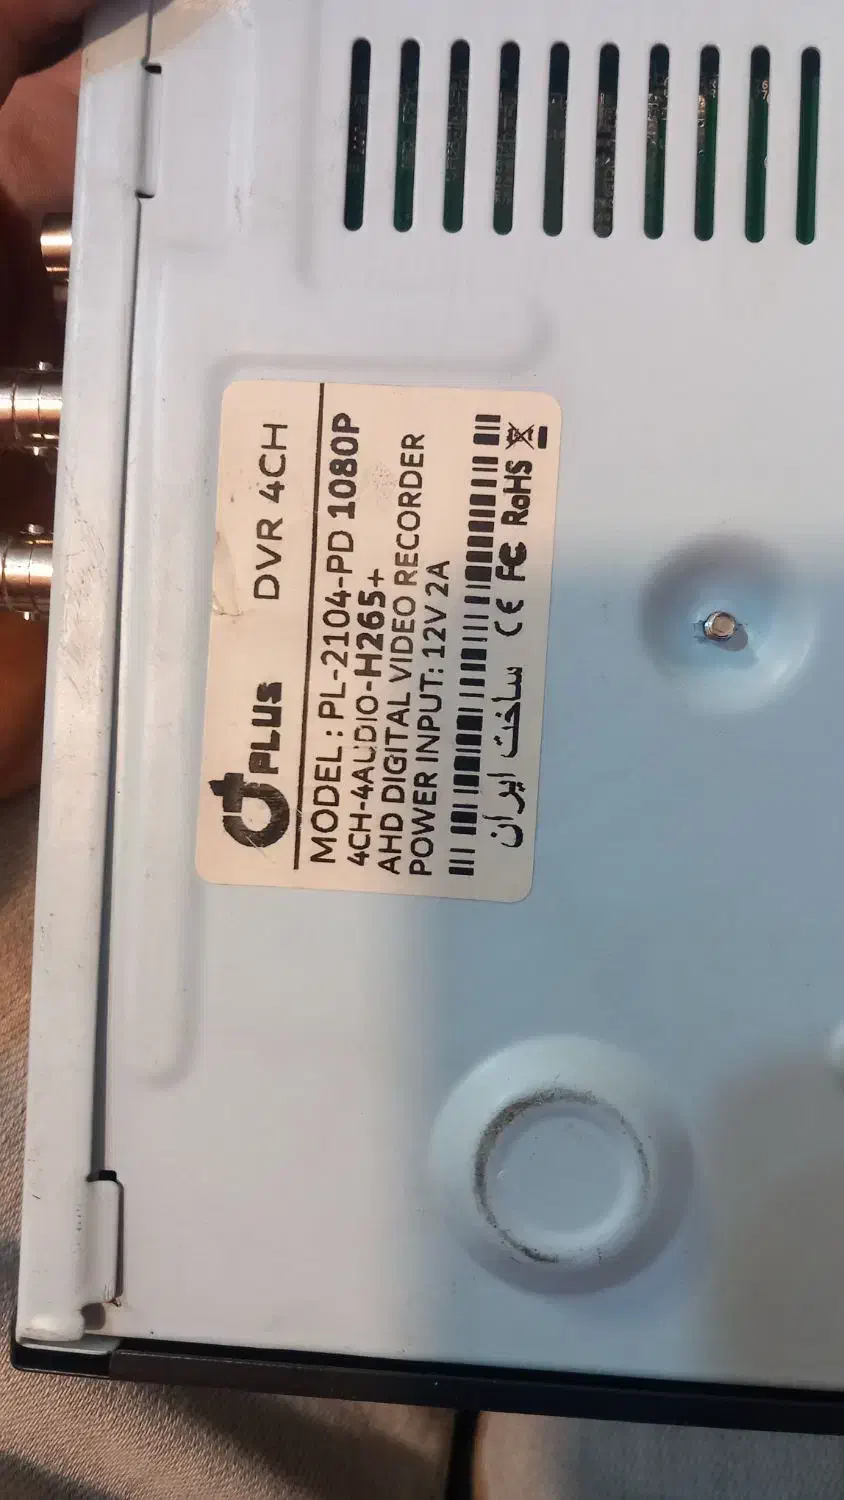 PLUS DVR 4CH
MODEL : PL-2104-PD 1080P
4CH-4AUDIO-H265+
AHD DIGITAL VIDEO RECORDER
POWER INPUT: 12V 2A
ساخت ایران CE FC RoHS